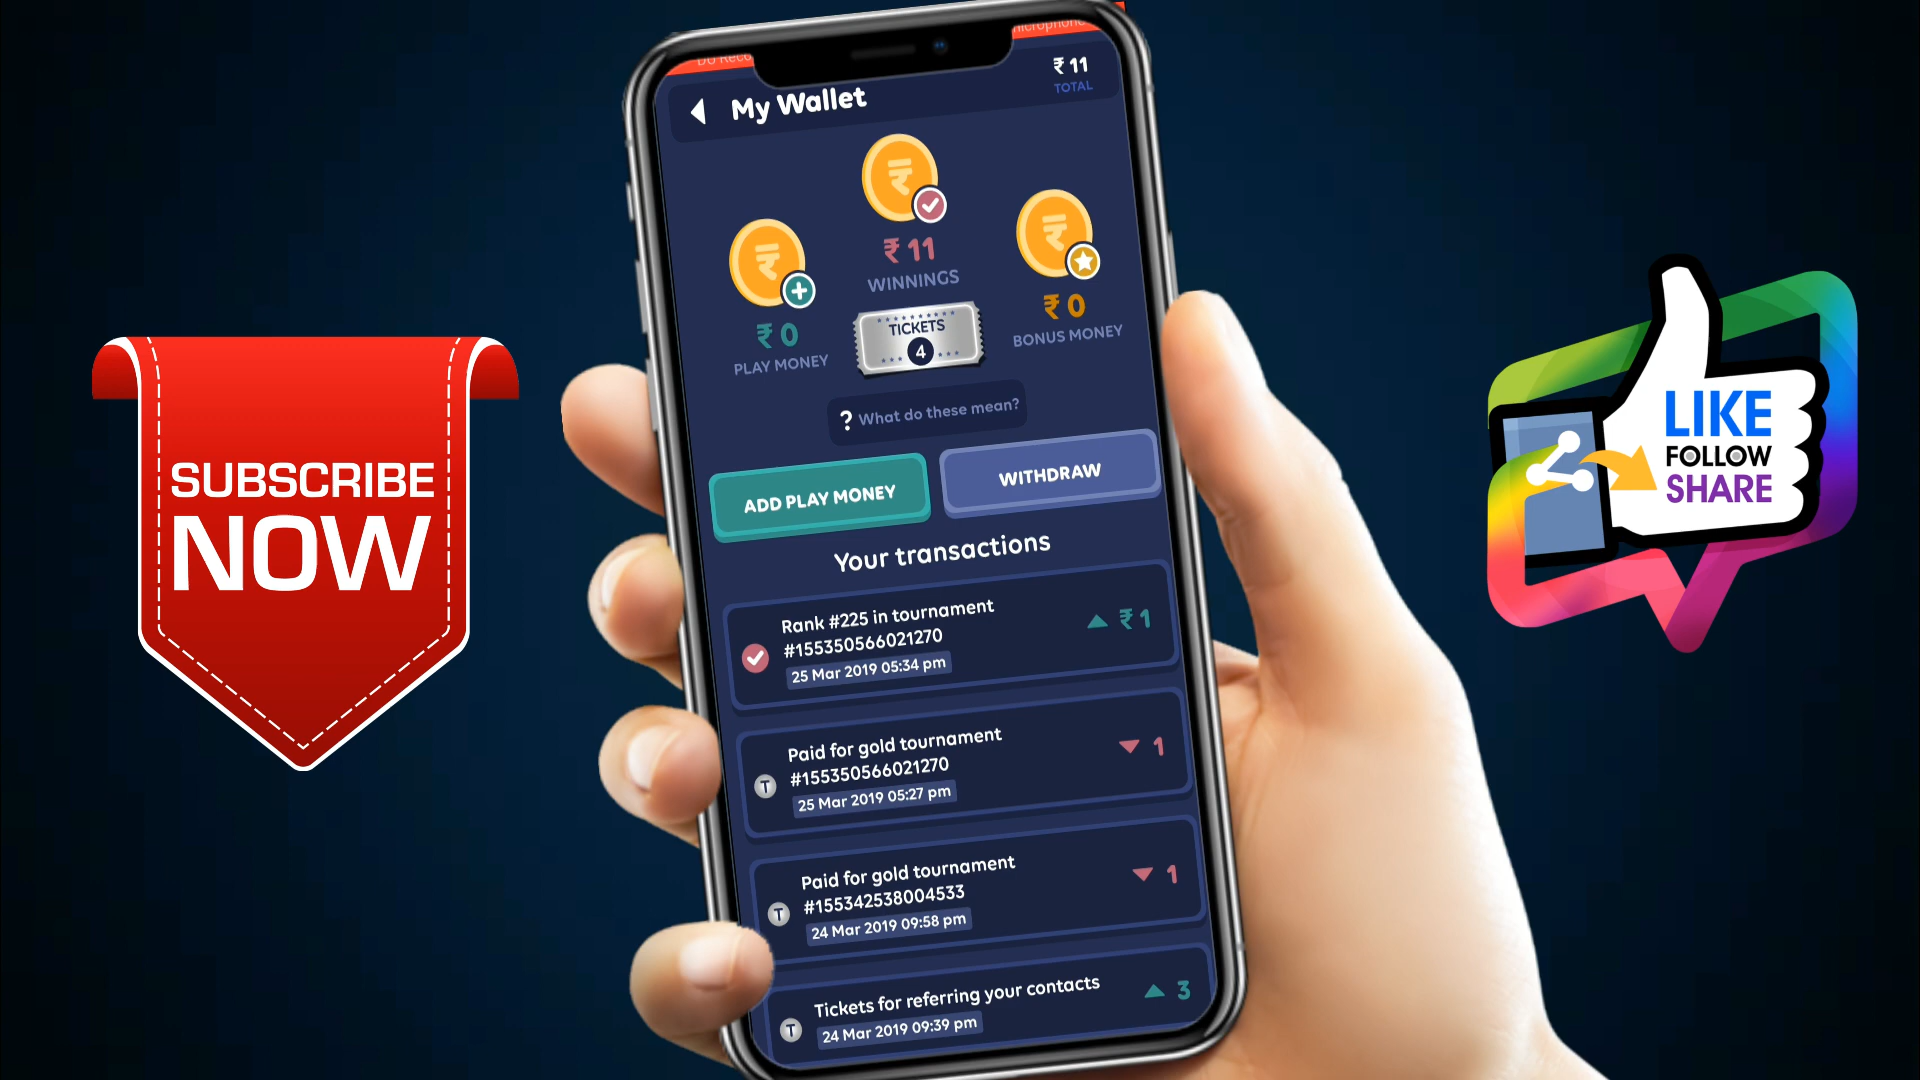 ₹ 11
TOTAL
My Wallet
₹ 11
WINNINGS
₹ 0
PLAY MONEY
₹ 0
BONUS MONEY
TICKETS
4
? What do these mean?
ADD PLAY MONEY
WITHDRAW
Your transactions
Rank #225 in tournament
#155350566021270
25 Mar 2019 05:34 pm
₹ 1
Paid for gold tournament
#155350566021270
25 Mar 2019 05:27 pm
1
T
Paid for gold tournament
#155342538004533
24 Mar 2019 09:58 pm
1
T
Tickets for referring your contacts
24 Mar 2019 09:39 pm
3
T
SUBSCRIBE
NOW
LIKE
FOLLOW
SHARE